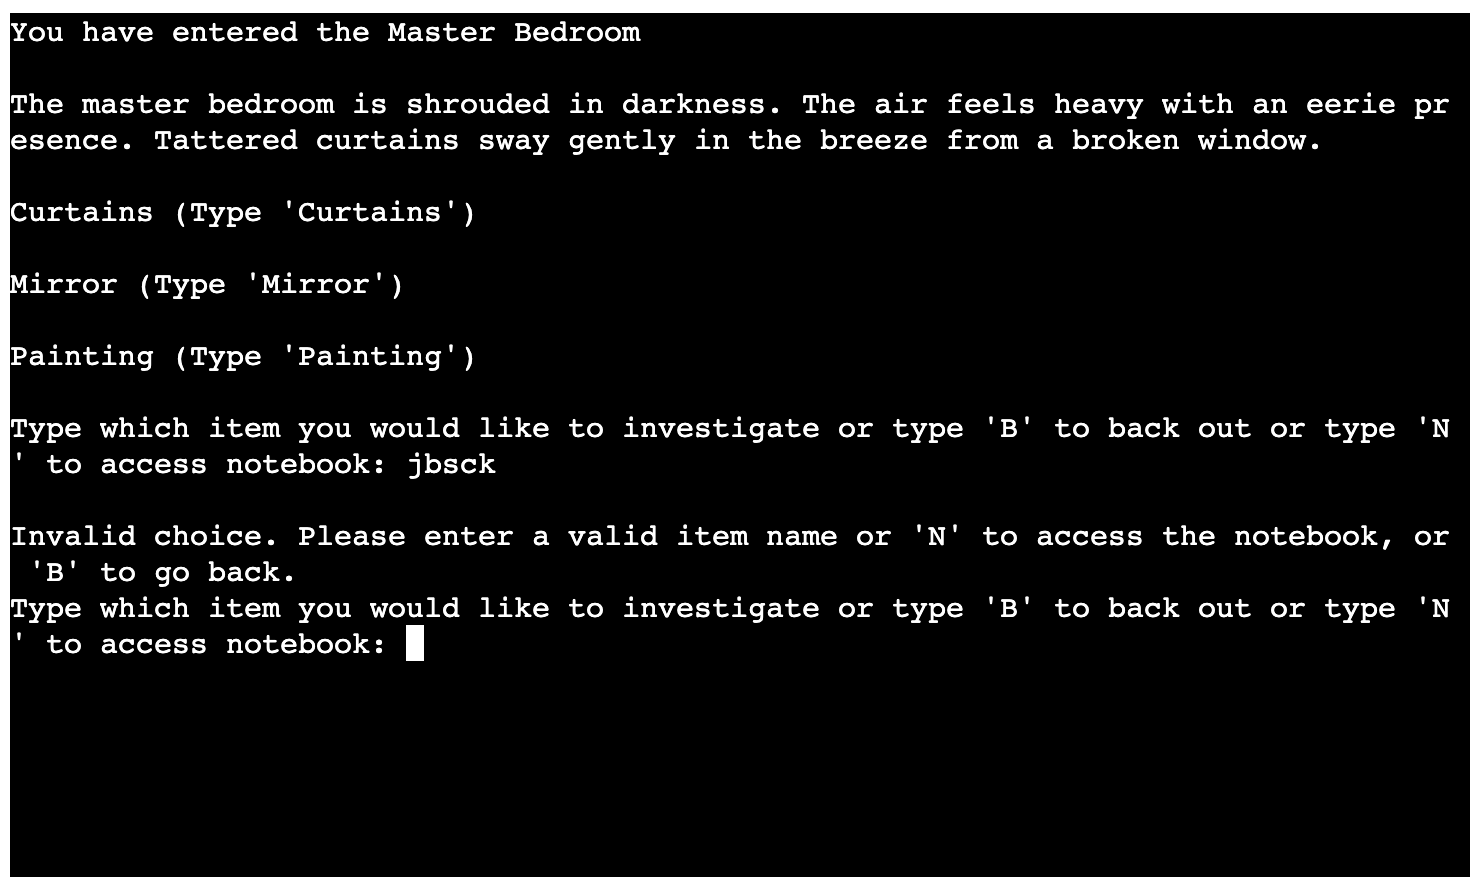 You have entered the Master Bedroom
The master bedroom is shrouded in darkness. The air feels heavy with an eerie pr
esence. Tattered curtains sway gently in the breeze from a broken window.
Curtains (Type 'Curtains')
Mirror (Type 'Mirror')
Painting (Type 'Painting')
Type which item you would like to investigate or type 'B' to back out or type 'N
' to access notebook: jbsck
Invalid choice. Please enter a valid item name or 'N' to access the notebook, or
 'B' to go back.
Type which item you would like to investigate or type 'B' to back out or type 'N
' to access notebook: